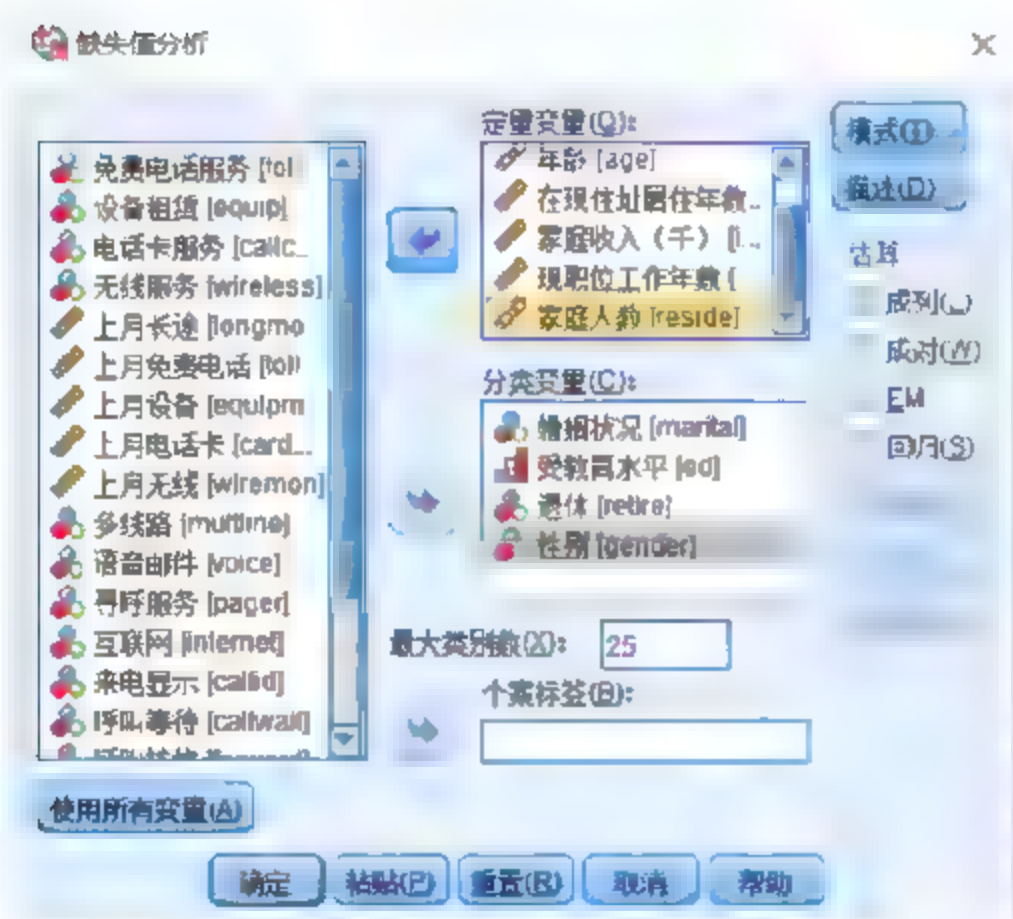 缺失值分析
免费电话服务 [tol
设备租赁 [equip]
电话卡服务 [callc...
无线服务 [wireless]
上月长途 [longmo
上月免费电话 [toll
上月设备 [equipm
上月电话卡 [card...
上月无线 [wiremon]
多线路 [multline]
语音邮件 [voice]
寻呼服务 [pager]
互联网 [internet]
来电显示 [callid]
呼叫等待 [callwait]
使用所有变量(A)
定量变量(Q):
年龄 [age]
在现住址居住年数...
家庭收入（千） [i...
现职位工作年数 [
家庭人数 [reside]
分类变量(C):
婚姻状况 [marital]
受教育水平 [ed]
退休 [retire]
性别 [gender]
最大类别数(X): 25
个案标签(B):
模式(T)
描述(D)
估算
成列(L)
成对(W)
EM
回归(S)
确定 粘贴(P) 重置(R) 取消 帮助